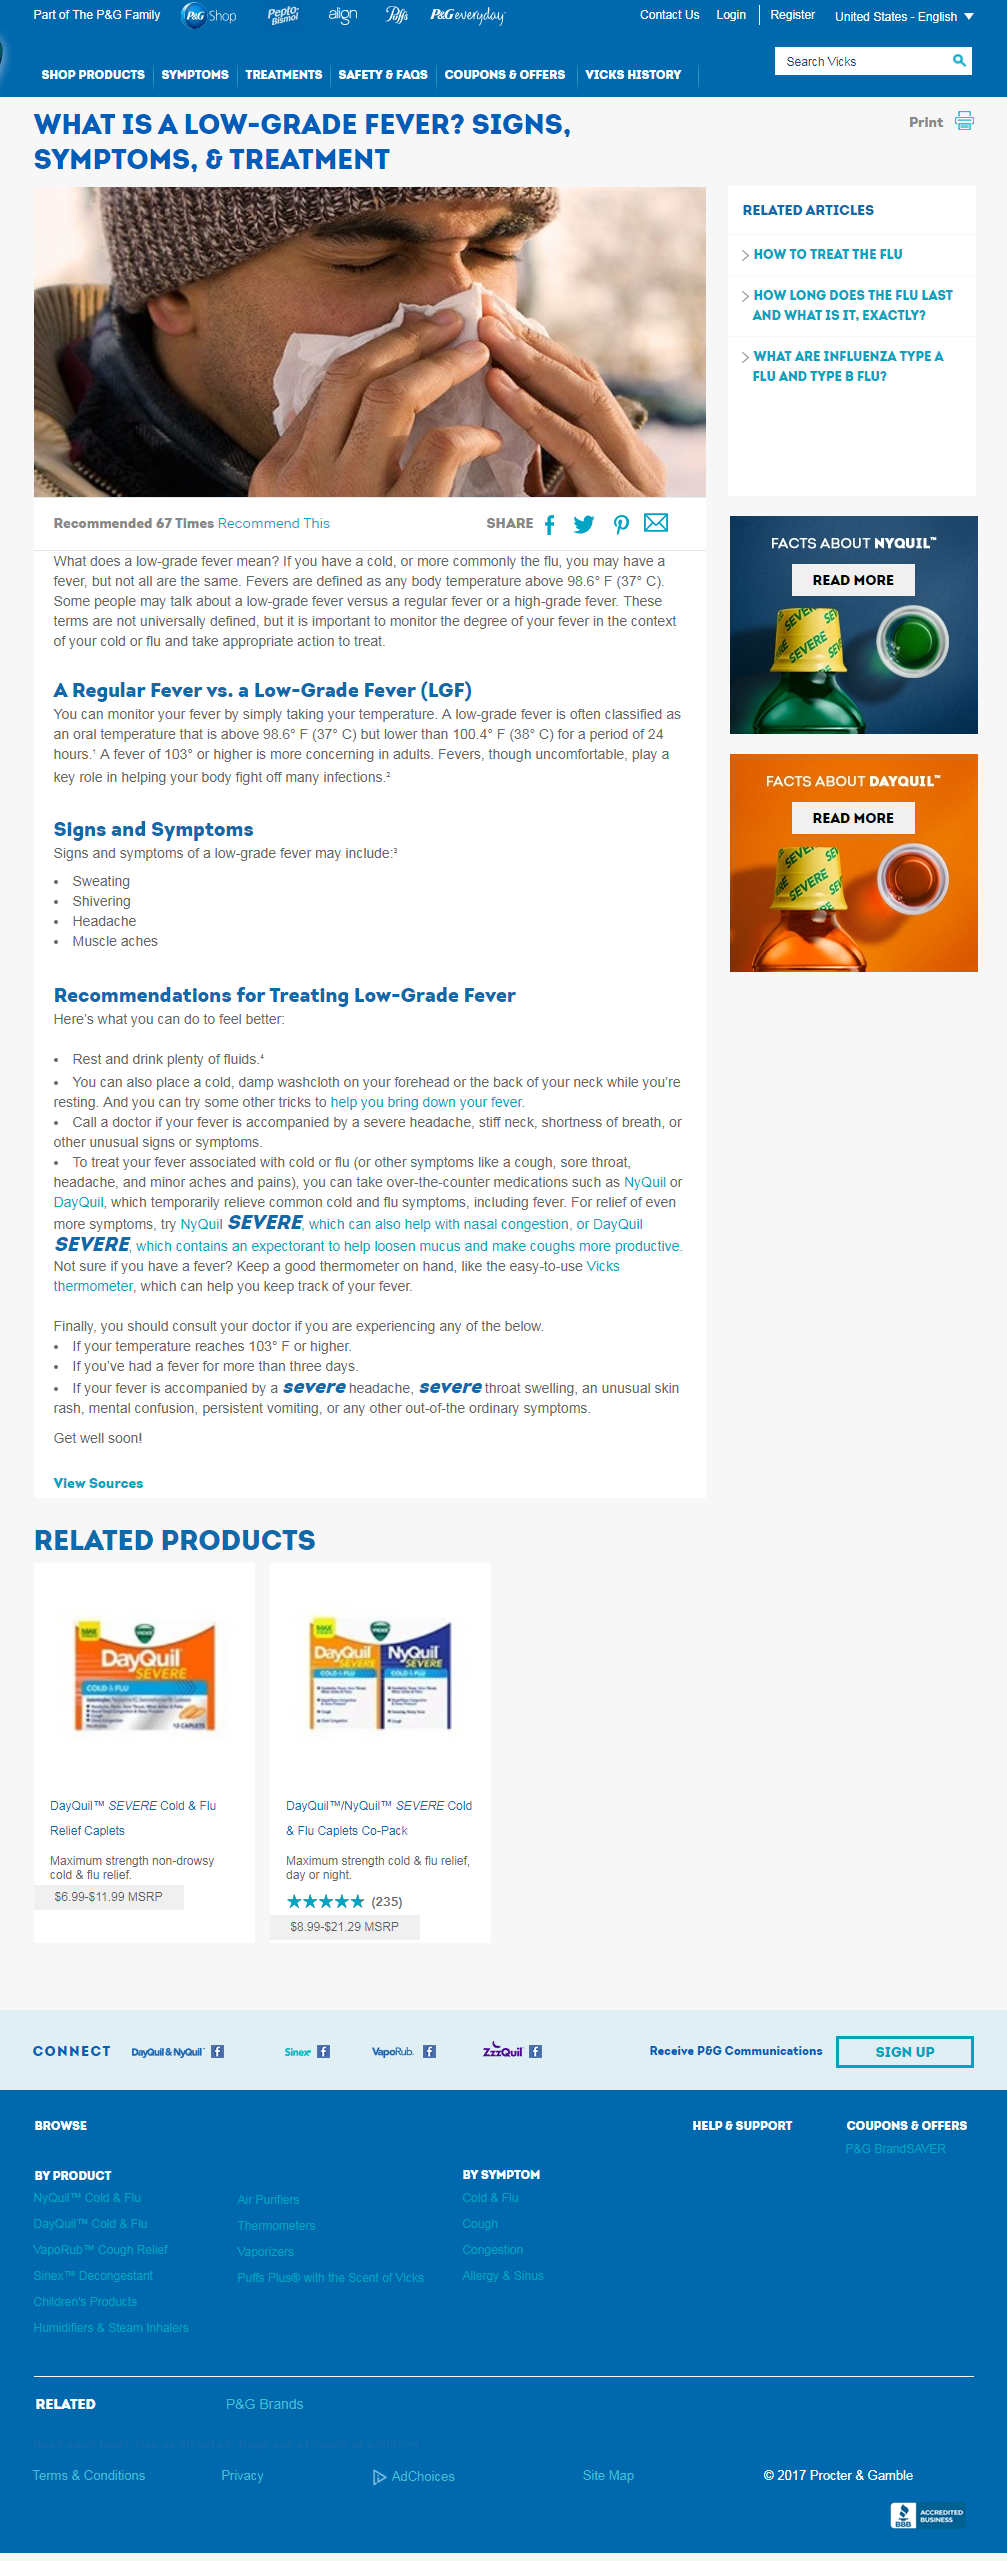 Part of The P&G Family
P&G Shop
Pepto Bismol
align
Puffs
P&G everyday
Contact Us
Login
Register
United States - English
SHOP PRODUCTS
SYMPTOMS
TREATMENTS
SAFETY & FAQS
COUPONS & OFFERS
VICKS HISTORY
Search Vicks
WHAT IS A LOW-GRADE FEVER? SIGNS,
SYMPTOMS, & TREATMENT
Print
RELATED ARTICLES
HOW TO TREAT THE FLU
HOW LONG DOES THE FLU LAST
AND WHAT IS IT, EXACTLY?
WHAT ARE INFLUENZA TYPE A
FLU AND TYPE B FLU?
Recommended 67 Times Recommend This
SHARE
What does a low-grade fever mean? If you have a cold, or more commonly the flu, you may have a
fever, but not all are the same. Fevers are defined as any body temperature above 98.6° F (37° C).
Some people may talk about a low-grade fever versus a regular fever or a high-grade fever. These
terms are not universally defined, but it is important to monitor the degree of your fever in the context
of your cold or flu and take appropriate action to treat.
FACTS ABOUT NYQUIL™
READ MORE
SEVERE
A Regular Fever vs. a Low-Grade Fever (LGF)
You can monitor your fever by simply taking your temperature. A low-grade fever is often classified as
an oral temperature that is above 98.6° F (37° C) but lower than 100.4° F (38° C) for a period of 24
hours.¹ A fever of 103° or higher is more concerning in adults. Fevers, though uncomfortable, play a
key role in helping your body fight off many infections.²
FACTS ABOUT DAYQUIL™
READ MORE
SEVERE
Signs and Symptoms
Signs and symptoms of a low-grade fever may include:³
• Sweating
• Shivering
• Headache
• Muscle aches
Recommendations for Treating Low-Grade Fever
Here's what you can do to feel better:
• Rest and drink plenty of fluids.⁴
• You can also place a cold, damp washcloth on your forehead or the back of your neck while you're
resting. And you can try some other tricks to help you bring down your fever.
• Call a doctor if your fever is accompanied by a severe headache, stiff neck, shortness of breath, or
other unusual signs or symptoms.
• To treat your fever associated with cold or flu (or other symptoms like a cough, sore throat,
headache, and minor aches and pains), you can take over-the-counter medications such as NyQuil or
DayQuil, which temporarily relieve common cold and flu symptoms, including fever. For relief of even
more symptoms, try NyQuil SEVERE, which can also help with nasal congestion, or DayQuil
SEVERE, which contains an expectorant to help loosen mucus and make coughs more productive.
Not sure if you have a fever? Keep a good thermometer on hand, like the easy-to-use Vicks
thermometer, which can help you keep track of your fever.
Finally, you should consult your doctor if you are experiencing any of the below.
• If your temperature reaches 103° F or higher.
• If you've had a fever for more than three days.
• If your fever is accompanied by a severe headache, severe throat swelling, an unusual skin
rash, mental confusion, persistent vomiting, or any other out-of-the ordinary symptoms.
Get well soon!
View Sources
RELATED PRODUCTS
MAX
VICKS
DayQuil
SEVERE
COLD & FLU
12 CAPLETS
MAX
VICKS
DayQuil SEVERE
NyQuil SEVERE
COLD & FLU
COLD & FLU
DayQuil™ SEVERE Cold & Flu
Relief Caplets
Maximum strength non-drowsy
cold & flu relief.
$6.99-$11.99 MSRP
DayQuil™/NyQuil™ SEVERE Cold
& Flu Caplets Co-Pack
Maximum strength cold & flu relief,
day or night.
(235)
$8.99-$21.29 MSRP
CONNECT
DayQuil & NyQuil
Sinex
VapoRub.
ZzzQuil
Receive P&G Communications
SIGN UP
BROWSE
HELP & SUPPORT
COUPONS & OFFERS
P&G BrandSAVER
BY PRODUCT
NyQuil™ Cold & Flu
DayQuil™ Cold & Flu
VapoRub™ Cough Relief
Sinex™ Decongestant
Children's Products
Humidifiers & Steam Inhalers
Air Purifiers
Thermometers
Vaporizers
Puffs Plus® with the Scent of Vicks
BY SYMPTOM
Cold & Flu
Cough
Congestion
Allergy & Sinus
RELATED
P&G Brands
Terms & Conditions
Privacy
AdChoices
Site Map
© 2017 Procter & Gamble
BBB
ACCREDITED
BUSINESS